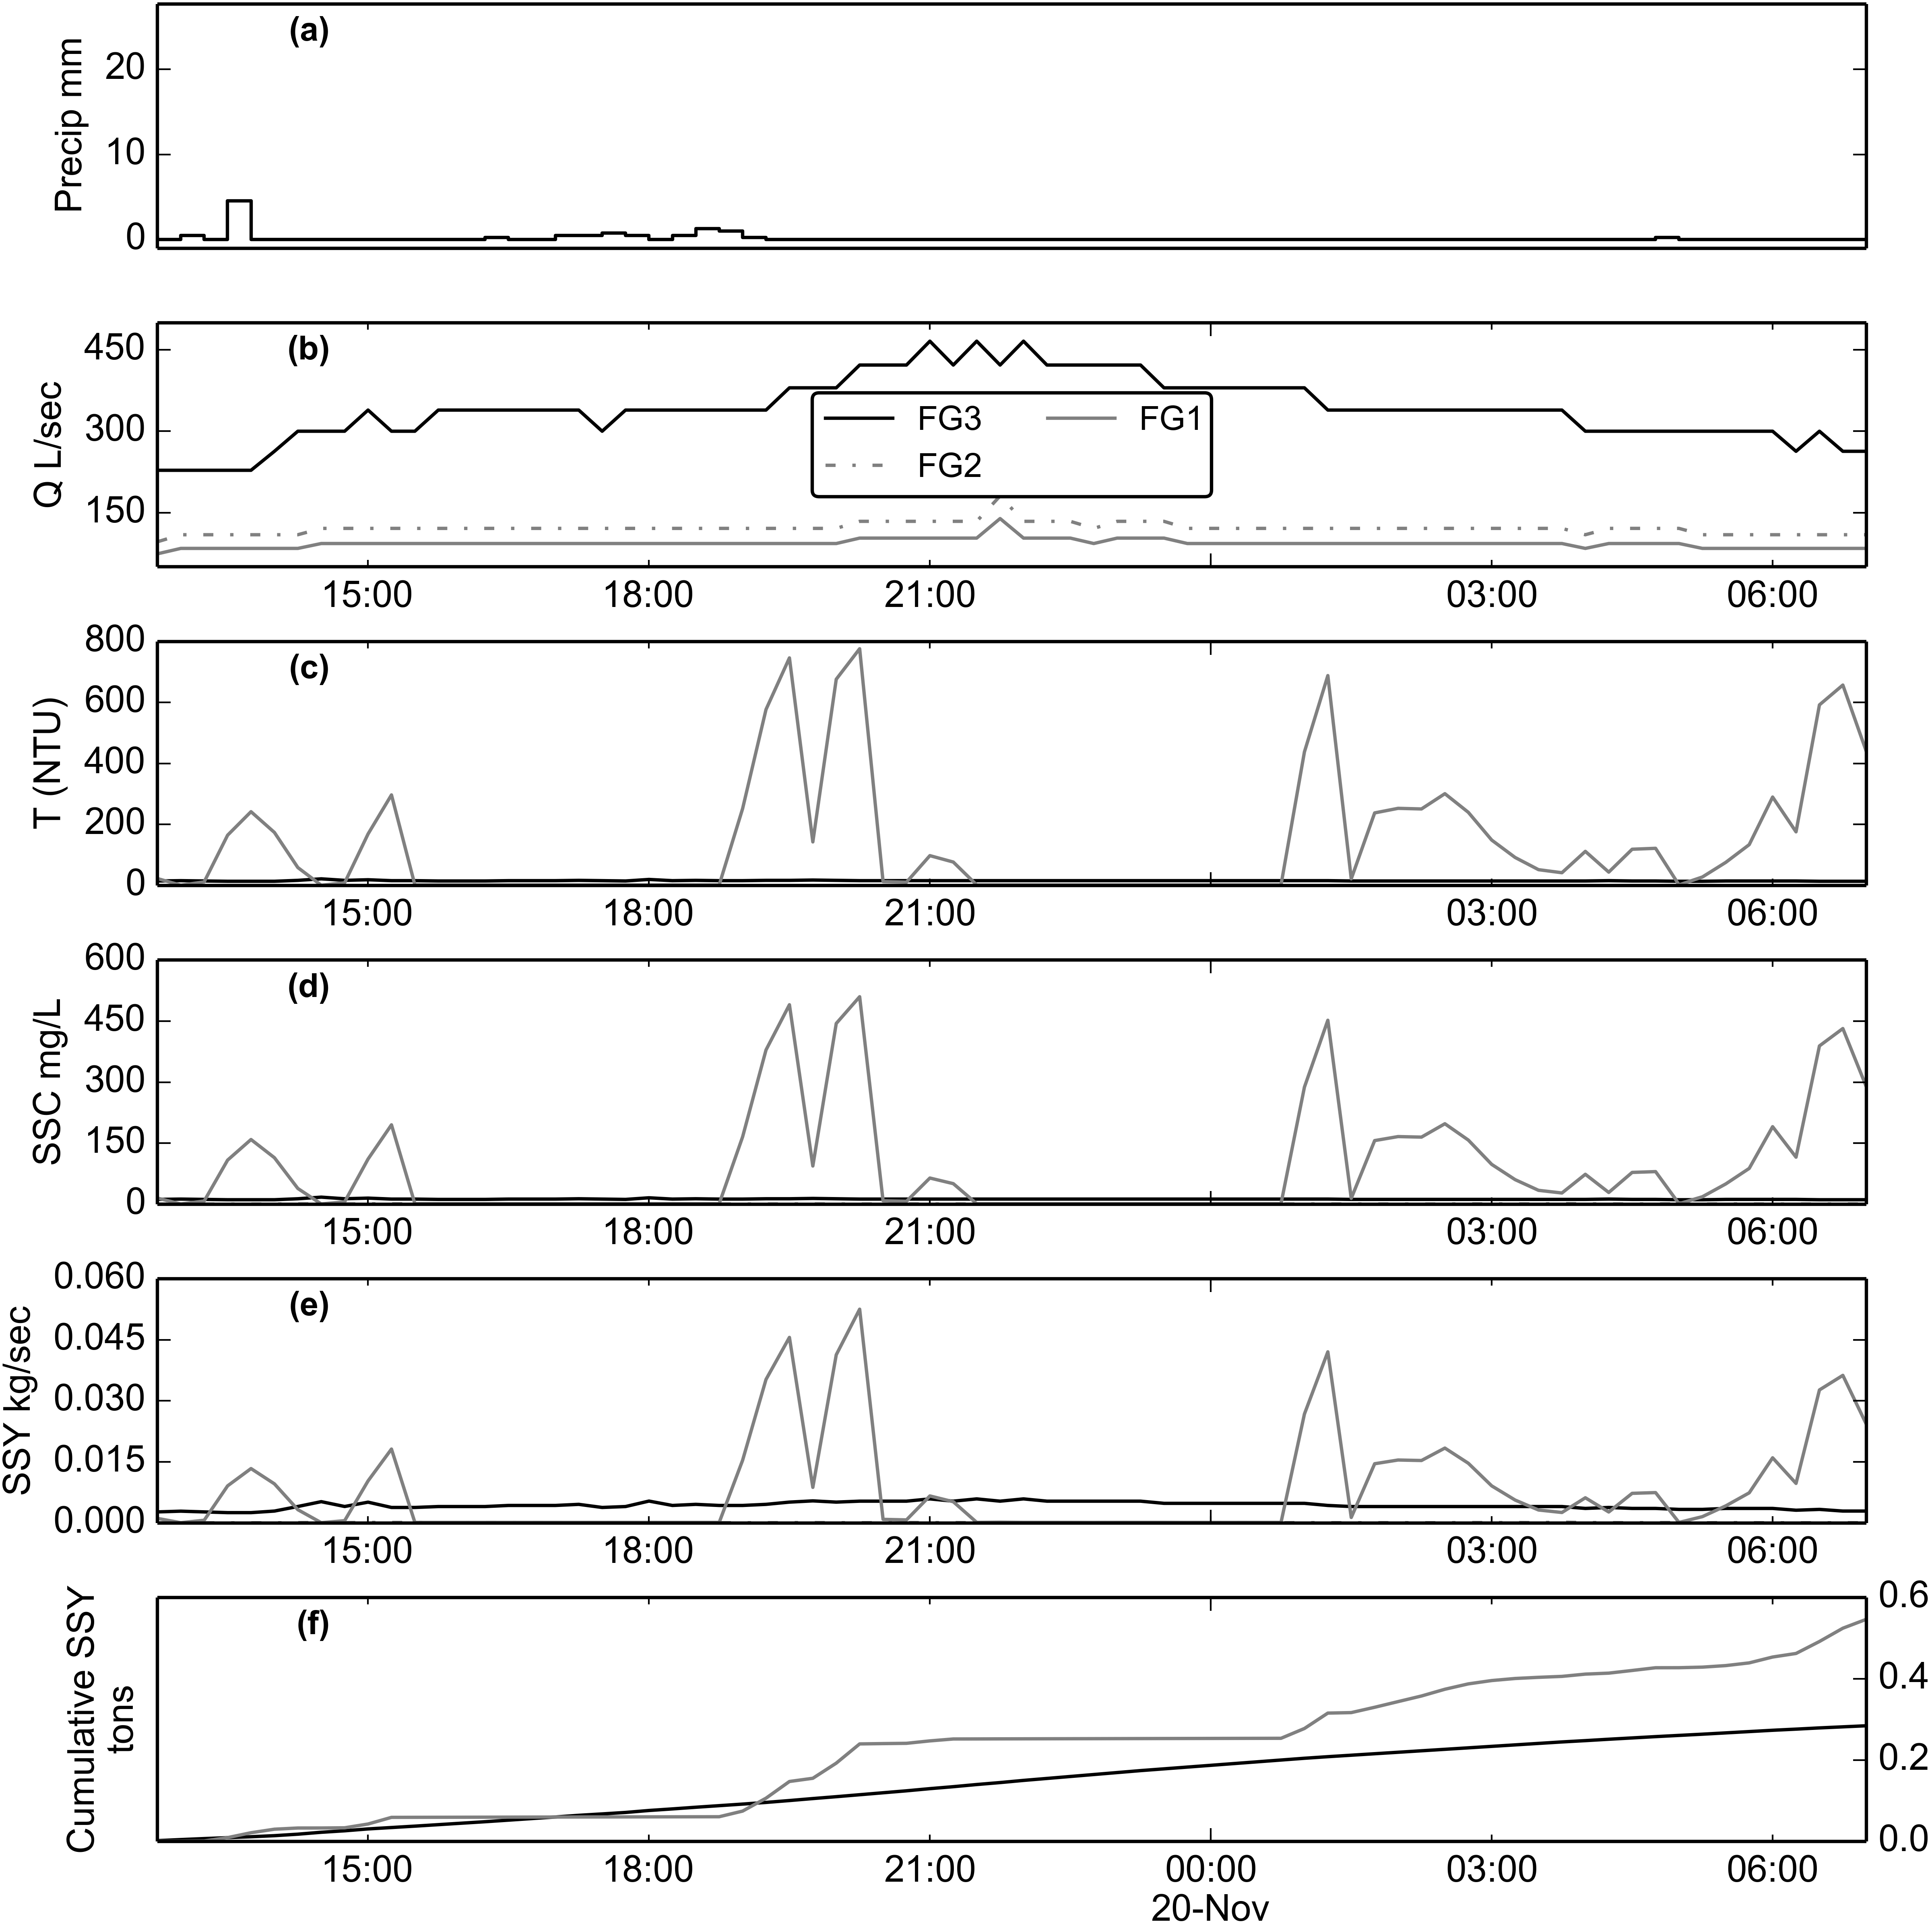 (a)
Precip mm
20
10
0
(b)
Q L/sec
450
300
150
FG3 FG1
FG2
15:00 18:00 21:00 03:00 06:00
(c)
T (NTU)
800
600
400
200
0
15:00 18:00 21:00 03:00 06:00
(d)
SSC mg/L
600
450
300
150
0
15:00 18:00 21:00 03:00 06:00
(e)
SSY kg/sec
0.060
0.045
0.030
0.015
0.000
15:00 18:00 21:00 03:00 06:00
(f)
Cumulative SSY
tons
0.6
0.4
0.2
0.0
15:00 18:00 21:00 00:00 03:00 06:00
20-Nov